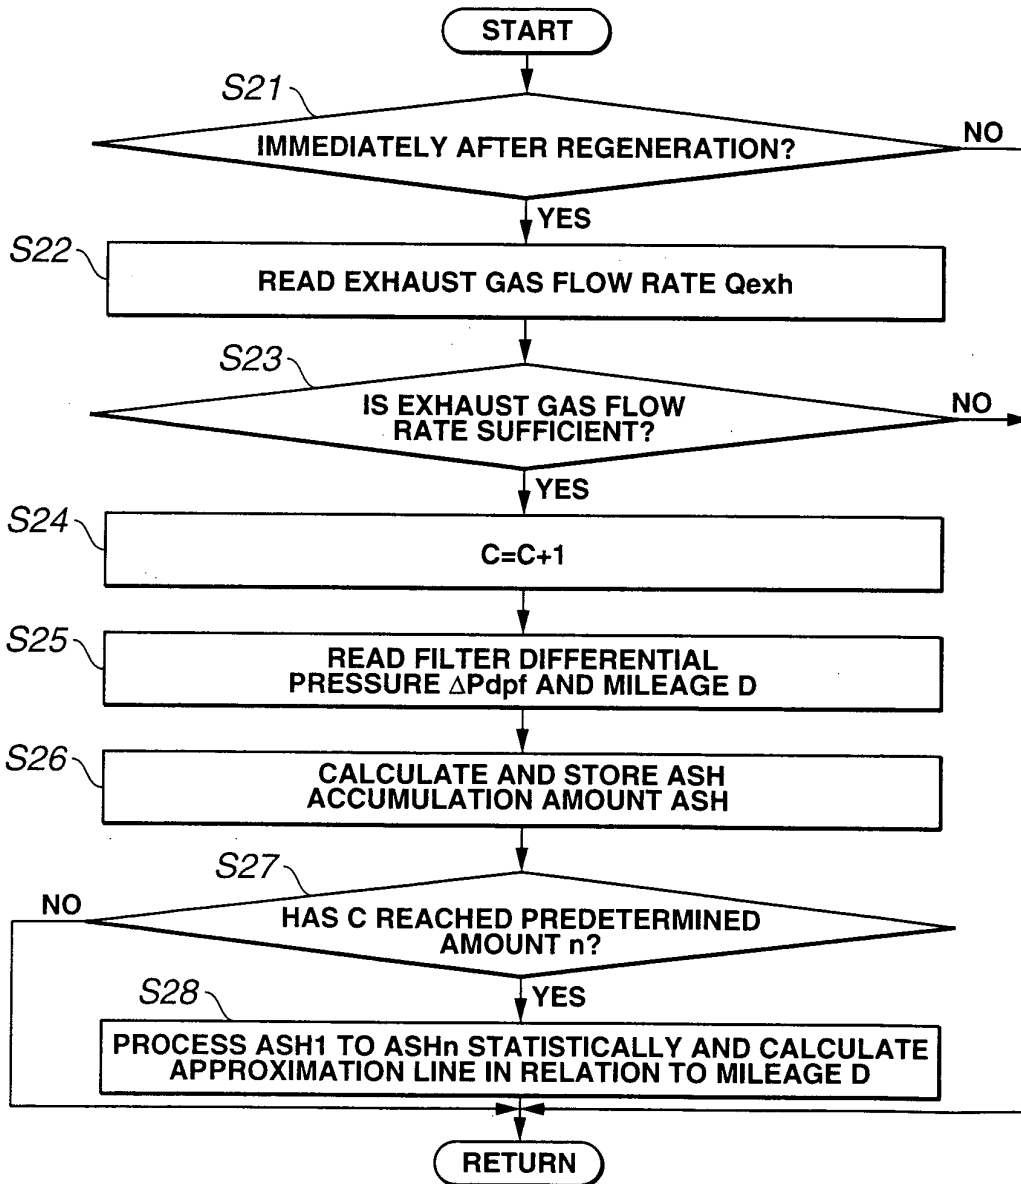 START
S21
IMMEDIATELY AFTER REGENERATION?
NO
YES
S22
READ EXHAUST GAS FLOW RATE Qexh
S23
IS EXHAUST GAS FLOW
RATE SUFFICIENT?
NO
YES
S24
C=C+1
S25
READ FILTER DIFFERENTIAL
PRESSURE ΔPdpf AND MILEAGE D
S26
CALCULATE AND STORE ASH
ACCUMULATION AMOUNT ASH
S27
NO
HAS C REACHED PREDETERMINED
AMOUNT n?
YES
S28
PROCESS ASH1 TO ASHn STATISTICALLY AND CALCULATE
APPROXIMATION LINE IN RELATION TO MILEAGE D
RETURN